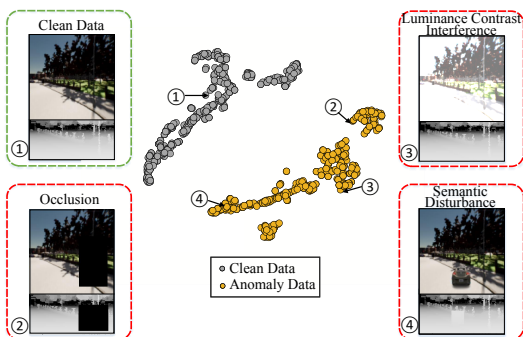 Clean Data
①
Occlusion
②
①
②
③
④
Clean Data
Anomaly Data
Luminance Contrast
Interference
③
Semantic
Disturbance
④